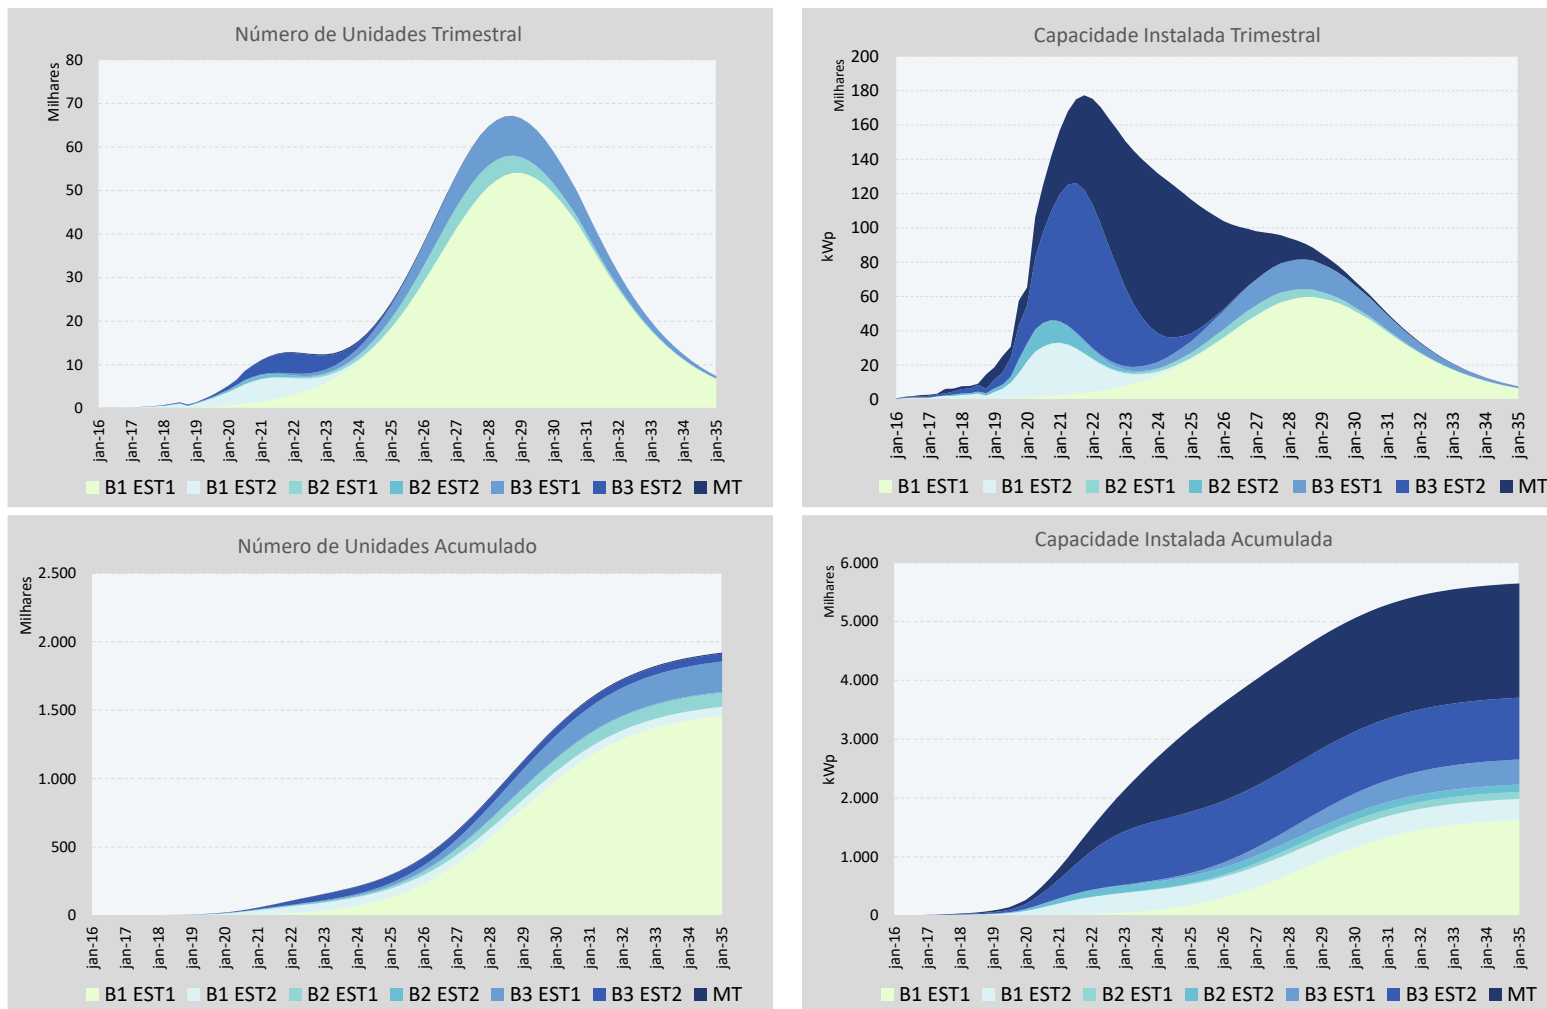 Número de Unidades Trimestral
Milhares
80
70
60
50
40
30
20
10
0
jan-16 jan-17 jan-18 jan-19 jan-20 jan-21 jan-22 jan-23 jan-24 jan-25 jan-26 jan-27 jan-28 jan-29 jan-30 jan-31 jan-32 jan-33 jan-34 jan-35
B1 EST1 B1 EST2 B2 EST1 B2 EST2 B3 EST1 B3 EST2 MT
Capacidade Instalada Trimestral
Milhares
kWp
200
180
160
140
120
100
80
60
40
20
0
jan-16 jan-17 jan-18 jan-19 jan-20 jan-21 jan-22 jan-23 jan-24 jan-25 jan-26 jan-27 jan-28 jan-29 jan-30 jan-31 jan-32 jan-33 jan-34 jan-35
B1 EST1 B1 EST2 B2 EST1 B2 EST2 B3 EST1 B3 EST2 MT
Número de Unidades Acumulado
Milhares
2.500
2.000
1.500
1.000
500
0
jan-16 jan-17 jan-18 jan-19 jan-20 jan-21 jan-22 jan-23 jan-24 jan-25 jan-26 jan-27 jan-28 jan-29 jan-30 jan-31 jan-32 jan-33 jan-34 jan-35
B1 EST1 B1 EST2 B2 EST1 B2 EST2 B3 EST1 B3 EST2 MT
Capacidade Instalada Acumulada
Milhares
kWp
6.000
5.000
4.000
3.000
2.000
1.000
0
jan-16 jan-17 jan-18 jan-19 jan-20 jan-21 jan-22 jan-23 jan-24 jan-25 jan-26 jan-27 jan-28 jan-29 jan-30 jan-31 jan-32 jan-33 jan-34 jan-35
B1 EST1 B1 EST2 B2 EST1 B2 EST2 B3 EST1 B3 EST2 MT